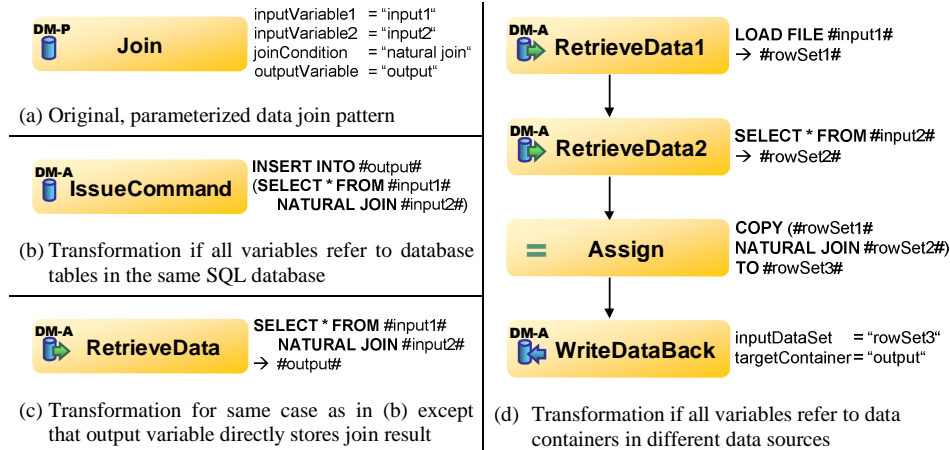 DM-P
Join
inputVariable1 = "input1"
inputVariable2 = "input2"
joinCondition = "natural join"
outputVariable = "output"
(a) Original, parameterized data join pattern
DM-A
IssueCommand
INSERT INTO #output#
(SELECT * FROM #input1#
NATURAL JOIN #input2#)
(b) Transformation if all variables refer to database
tables in the same SQL database
DM-A
RetrieveData
SELECT * FROM #input1#
NATURAL JOIN #input2#
→ #output#
(c) Transformation for same case as in (b) except
that output variable directly stores join result
DM-A
RetrieveData1
LOAD FILE #input1#
→ #rowSet1#
DM-A
RetrieveData2
SELECT * FROM #input2#
→ #rowSet2#
= Assign
COPY (#rowSet1#
NATURAL JOIN #rowSet2#)
TO #rowSet3#
DM-A
WriteDataBack
inputDataSet = "rowSet3"
targetContainer= "output"
(d) Transformation if all variables refer to data
containers in different data sources